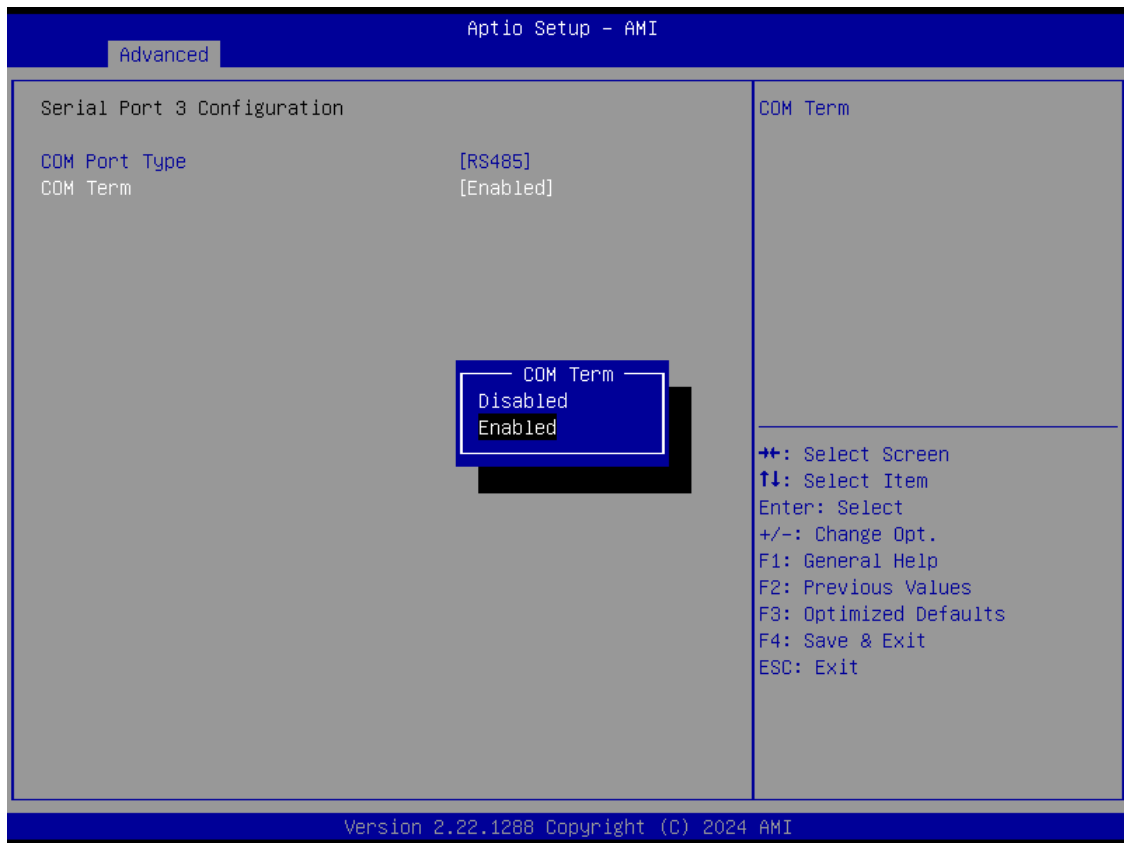 Aptio Setup – AMI
Advanced
Serial Port 3 Configuration
COM Port Type [RS485]
COM Term [Enabled]
COM Term
Disabled
Enabled
COM Term
→←: Select Screen
↑↓: Select Item
Enter: Select
+/-: Change Opt.
F1: General Help
F2: Previous Values
F3: Optimized Defaults
F4: Save & Exit
ESC: Exit
Version 2.22.1288 Copyright (C) 2024 AMI